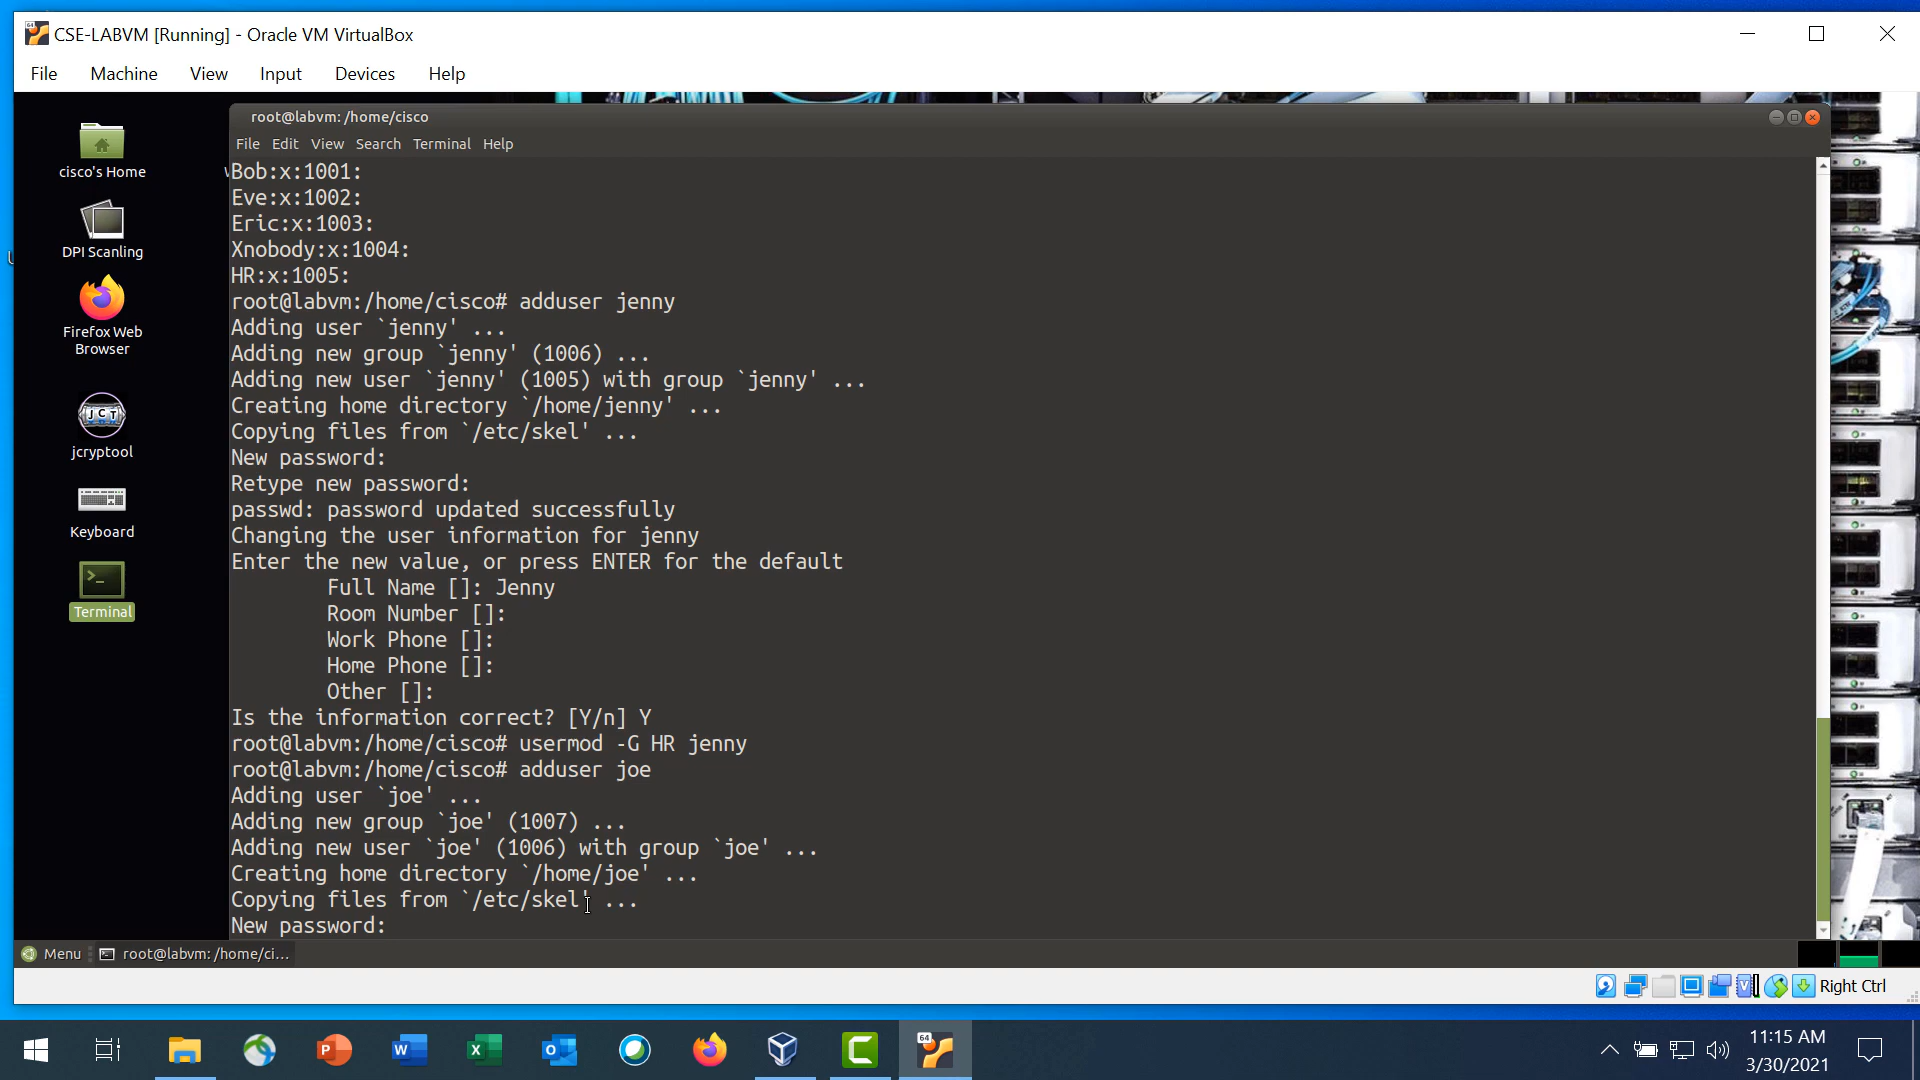 CSE-LABVM [Running] - Oracle VM VirtualBox
File Machine View Input Devices Help
root@labvm: /home/cisco
File Edit View Search Terminal Help
cisco's Home
DPI Scanling
Firefox Web
Browser
JCT
jcryptool
Keyboard
Terminal
Bob:x:1001:
Eve:x:1002:
Eric:x:1003:
Xnobody:x:1004:
HR:x:1005:
root@labvm:/home/cisco# adduser jenny
Adding user `jenny' ...
Adding new group `jenny' (1006) ...
Adding new user `jenny' (1005) with group `jenny' ...
Creating home directory `/home/jenny' ...
Copying files from `/etc/skel' ...
New password:
Retype new password:
passwd: password updated successfully
Changing the user information for jenny
Enter the new value, or press ENTER for the default
Full Name []: Jenny
Room Number []:
Work Phone []:
Home Phone []:
Other []:
Is the information correct? [Y/n] Y
root@labvm:/home/cisco# usermod -G HR jenny
root@labvm:/home/cisco# adduser joe
Adding user `joe' ...
Adding new group `joe' (1007) ...
Adding new user `joe' (1006) with group `joe' ...
Creating home directory `/home/joe' ...
Copying files from `/etc/skel' ...
New password:
Menu root@labvm: /home/ci...
Right Ctrl
11:15 AM
3/30/2021